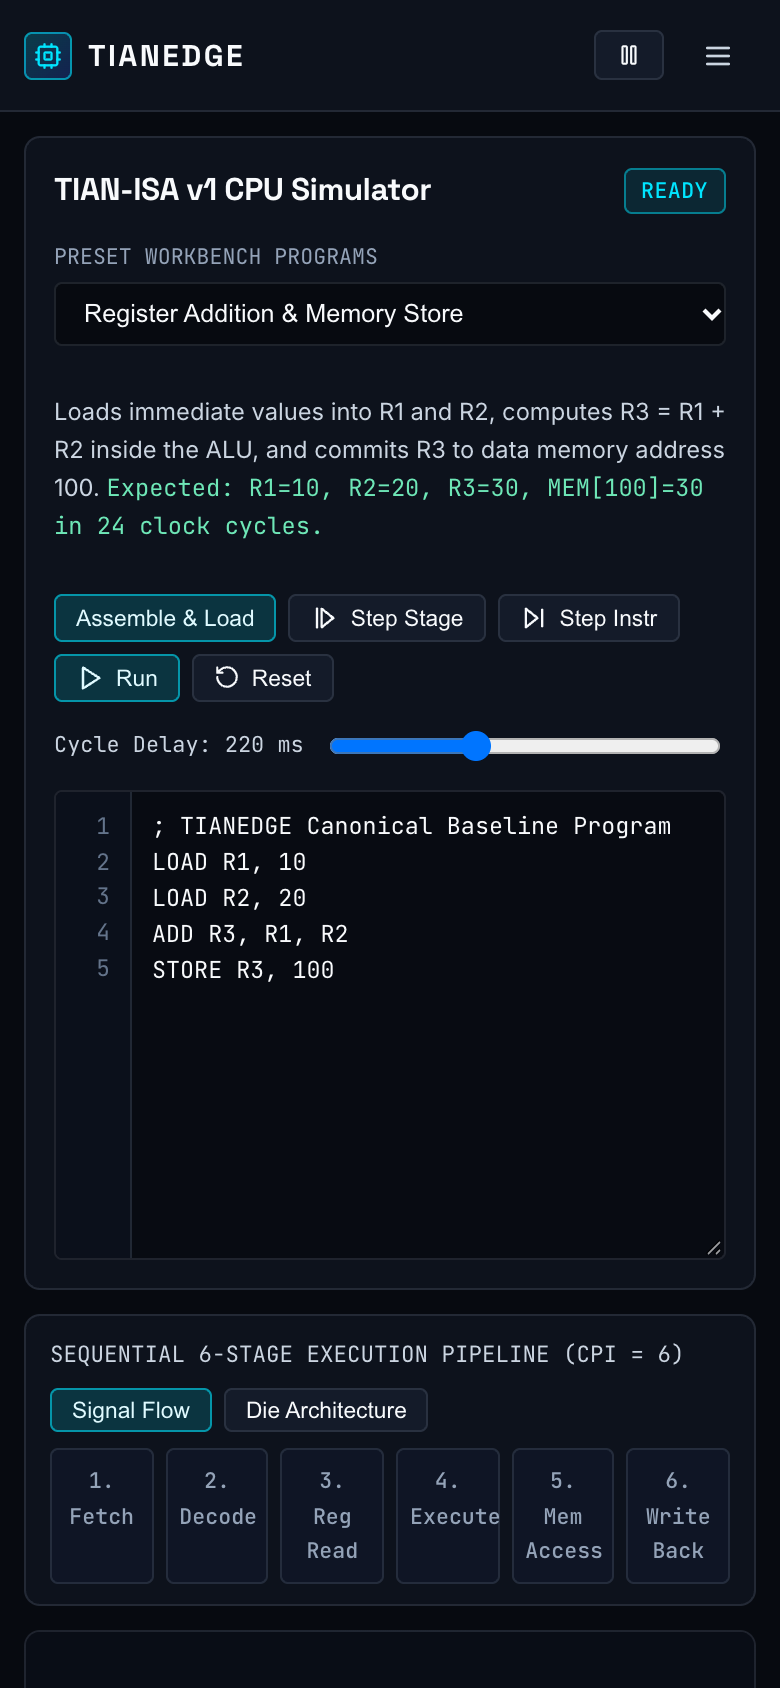 TIANEDGE
TIAN-ISA v1 CPU Simulator
READY
PRESET WORKBENCH PROGRAMS
Register Addition & Memory Store
Loads immediate values into R1 and R2, computes R3 = R1 +
R2 inside the ALU, and commits R3 to data memory address
100. Expected: R1=10, R2=20, R3=30, MEM[100]=30
in 24 clock cycles.
Assemble & Load
Step Stage
Step Instr
Run
Reset
Cycle Delay: 220 ms
1 ; TIANEDGE Canonical Baseline Program
2 LOAD R1, 10
3 LOAD R2, 20
4 ADD R3, R1, R2
5 STORE R3, 100
SEQUENTIAL 6-STAGE EXECUTION PIPELINE (CPI = 6)
Signal Flow
Die Architecture
1.
Fetch
2.
Decode
3.
Reg
Read
4.
Execute
5.
Mem
Access
6.
Write
Back